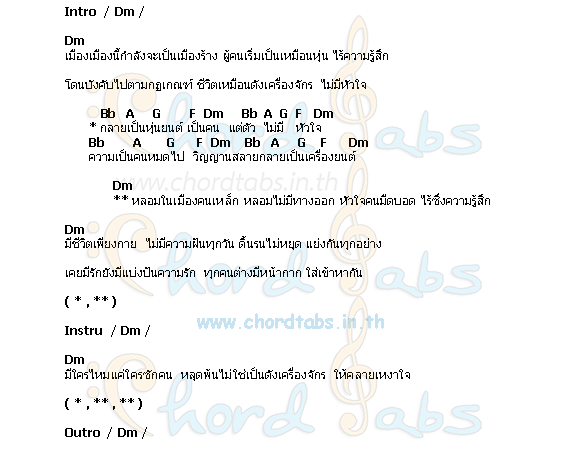 Intro / Dm /
Dm
เมืองเมืองนี้กำลังจะเป็นเมืองร้าง ผู้คนเริ่มเป็นเหมือนหุ่น ไร้ความรู้สึก
โดนบังคับไปตามกฏเกณฑ์ ชีวิตเหมือนดังเครื่องจักร ไม่มีหัวใจ
Bb A G F Dm Bb A G F Dm
* กลายเป็นหุ่นยนต์ เป็นคน แต่ตัว ไม่มี หัวใจ
Bb A G F Dm Bb A G F Dm
ความเป็นคนหมดไป วิญญานสลายกลายเป็นเครื่องยนต์
Dm
www.chordtabs.in.th
** หลอมในเมืองคนเหล็ก หลอมไม่มีทางออก หัวใจคนมืดบอด ไร้ซึ่งความรู้สึก
Dm
มีชีวิตเพียงกาย ไม่มีความฝันทุกวัน ดิ้นรนไม่หยุด แย่งกันทุกอย่าง
เคยมีรักยังมีแบ่งปันความรัก ทุกคนต่างมีหน้ากาก ใส่เข้าหากัน
( * , ** )
www.chordtabs.in.th
Instru / Dm /
Dm
มีใครไหมแค่ใครซักคน หลุดพ้นไม่ใช่เป็นดังเครื่องจักร ให้คลายเหงาใจ
( * , ** , ** )
Chord Tabs
Outro / Dm /